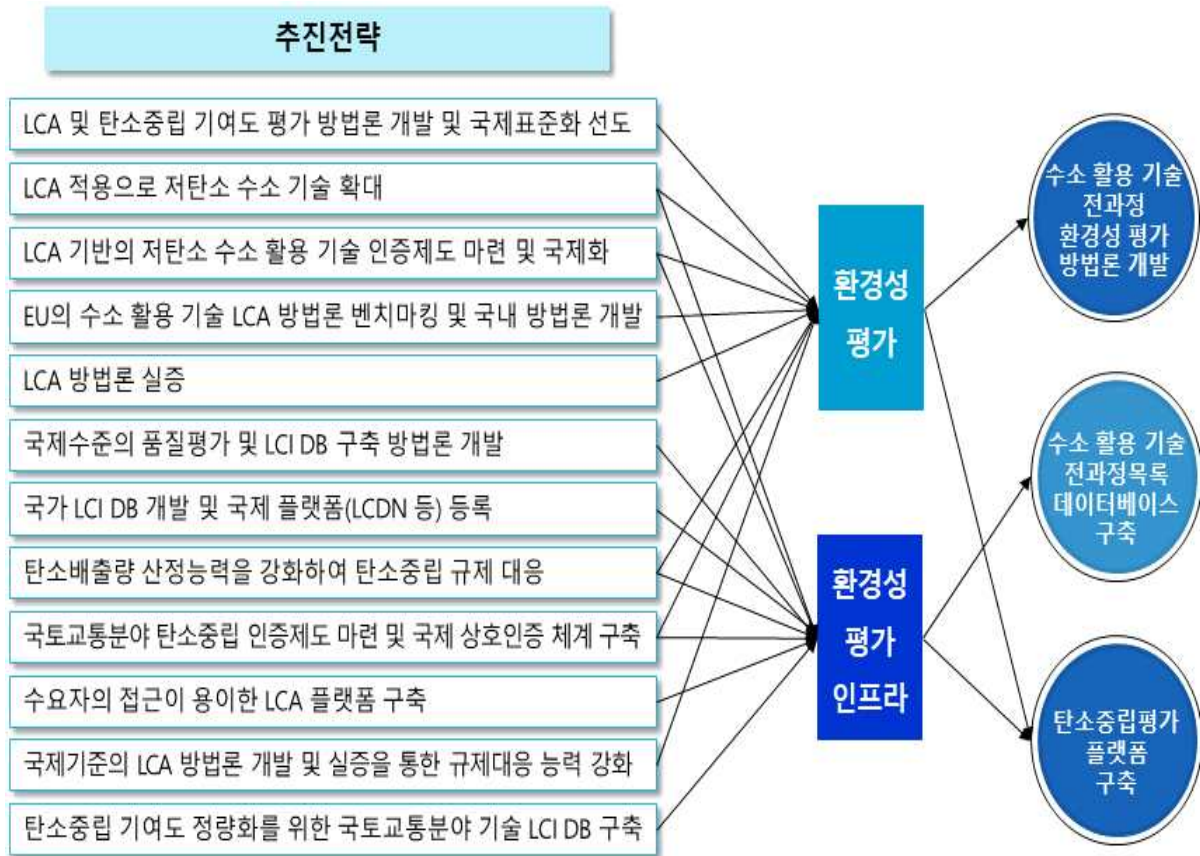 추진전략
LCA 및 탄소중립 기여도 평가 방법론 개발 및 국제표준화 선도
LCA 적용으로 저탄소 수소 기술 확대
LCA 기반의 저탄소 수소 활용 기술 인증제도 마련 및 국제화
EU의 수소 활용 기술 LCA 방법론 벤치마킹 및 국내 방법론 개발
LCA 방법론 실증
국제수준의 품질평가 및 LCI DB 구축 방법론 개발
국가 LCI DB 개발 및 국제 플랫폼(LCDN 등) 등록
탄소배출량 산정능력을 강화하여 탄소중립 규제 대응
국토교통분야 탄소중립 인증제도 마련 및 국제 상호인증 체계 구축
수요자의 접근이 용이한 LCA 플랫폼 구축
국제기준의 LCA 방법론 개발 및 실증을 통한 규제대응 능력 강화
탄소중립 기여도 정량화를 위한 국토교통분야 기술 LCI DB 구축
환경성
평가
환경성
평가
인프라
수소 활용 기술
전과정
환경성 평가
방법론 개발
수소 활용 기술
전과정목록
데이터베이스
구축
탄소중립평가
플랫폼
구축